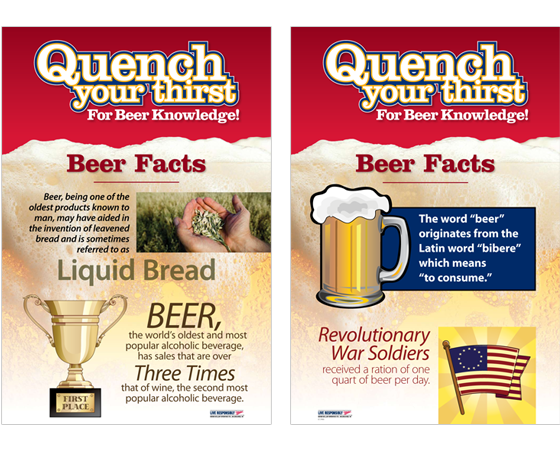 Quench
your thirst
For Beer Knowledge!
Beer Facts
Beer, being one of the
oldest products known to
man, may have aided in
the invention of leavened
bread and is sometimes
referred to as
Liquid Bread
BEER,
the world's oldest and most
popular alcoholic beverage,
has sales that are over
Three Times
that of wine, the second most
popular alcoholic beverage.
FIRST
PLACE
LIVE RESPONSIBLY
Quench
your thirst
For Beer Knowledge!
Beer Facts
The word "beer"
originates from the
Latin word "bibere"
which means
"to consume."
Revolutionary
War Soldiers
received a ration of one
quart of beer per day.
LIVE RESPONSIBLY